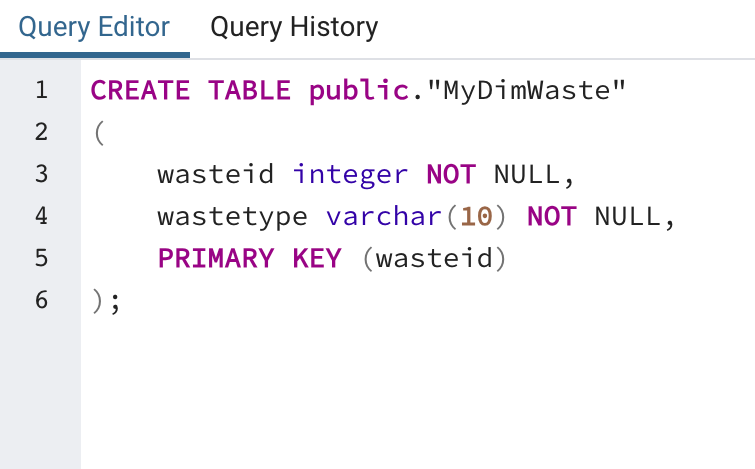 Query Editor Query History
1 CREATE TABLE public."MyDimWaste"
2 (
3 wasteid integer NOT NULL,
4 wastetype varchar(10) NOT NULL,
5 PRIMARY KEY (wasteid)
6 );